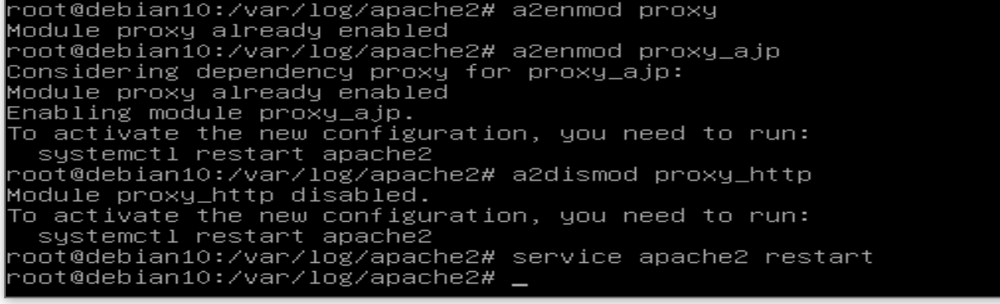 root@debian10:/var/log/apache2# a2enmod proxy
Module proxy already enabled
root@debian10:/var/log/apache2# a2enmod proxy_ajp
Considering dependency proxy for proxy_ajp:
Module proxy already enabled
Enabling module proxy_ajp.
To activate the new configuration, you need to run:
  systemctl restart apache2
root@debian10:/var/log/apache2# a2dismod proxy_http
Module proxy_http disabled.
To activate the new configuration, you need to run:
  systemctl restart apache2
root@debian10:/var/log/apache2# service apache2 restart
root@debian10:/var/log/apache2# _